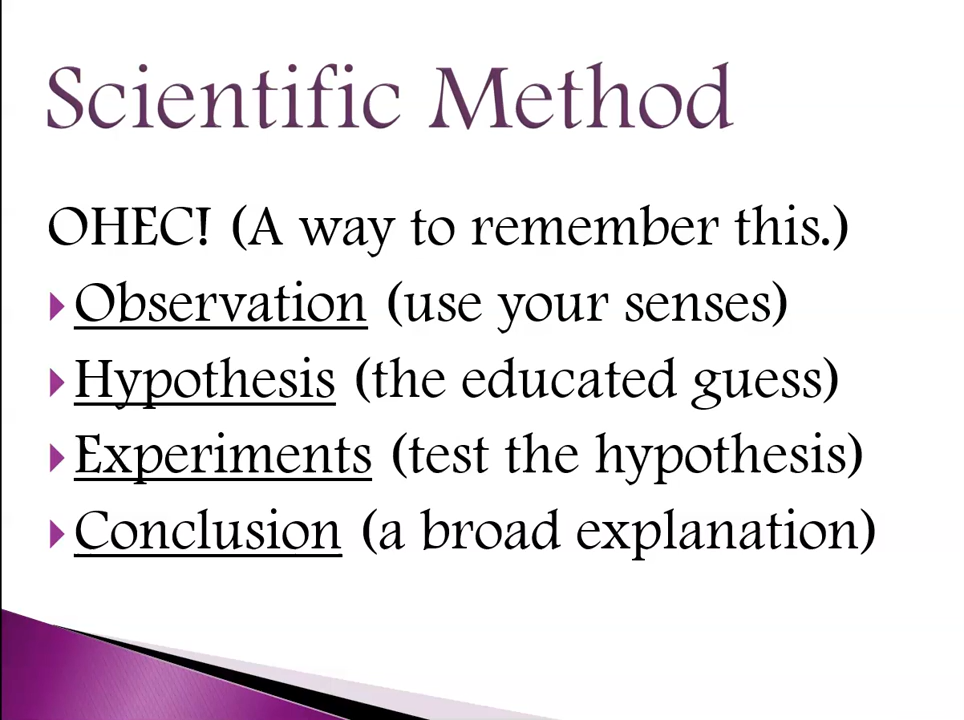 Scientific Method
OHEC! (A way to remember this.)
Observation (use your senses)
Hypothesis (the educated guess)
Experiments (test the hypothesis)
Conclusion (a broad explanation)